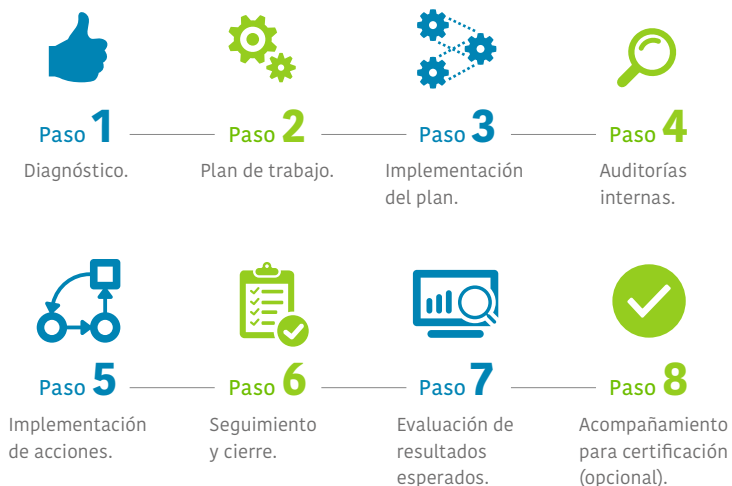 Paso 1
Paso 2
Paso 3
Paso 4
Diagnóstico.
Plan de trabajo.
Implementación
del plan.
Auditorías
internas.
Paso 5
Paso 6
Paso 7
Paso 8
Implementación
de acciones.
Seguimiento
y cierre.
Evaluación de
resultados
esperados.
Acompañamiento
para certificación
(opcional).